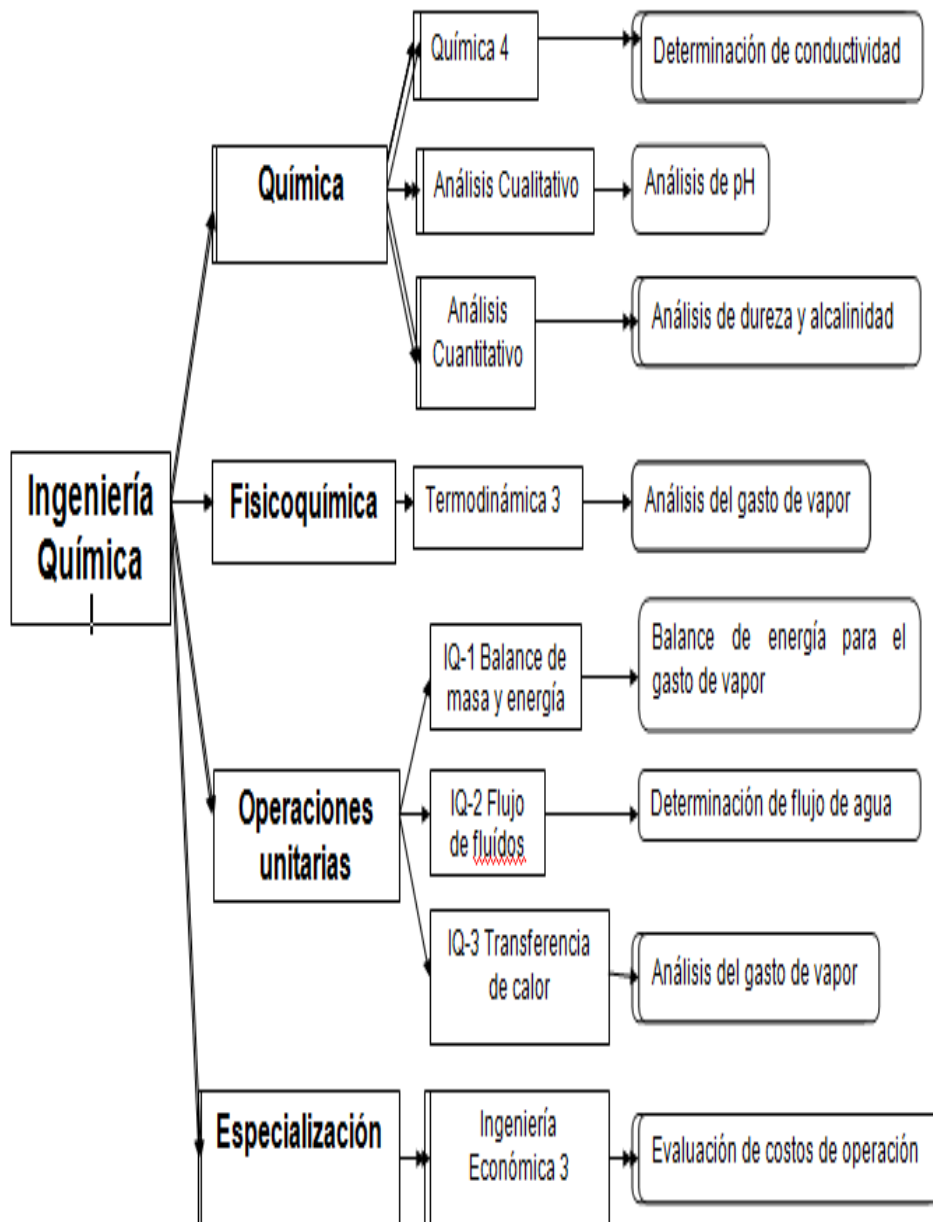 Química 4
Determinación de conductividad
Química
Análisis Cualitativo
Análisis de pH
Análisis
Cuantitativo
Análisis de dureza y alcalinidad
Ingeniería
Química
Fisicoquímica
Termodinámica 3
Análisis del gasto de vapor
IQ-1 Balance de
masa y energía
Balance de energía para el
gasto de vapor
Operaciones
unitarias
IQ-2 Flujo
de fluídos
Determinación de flujo de agua
IQ-3 Transferencia
de calor
Análisis del gasto de vapor
Especialización
Ingeniería
Económica 3
Evaluación de costos de operación